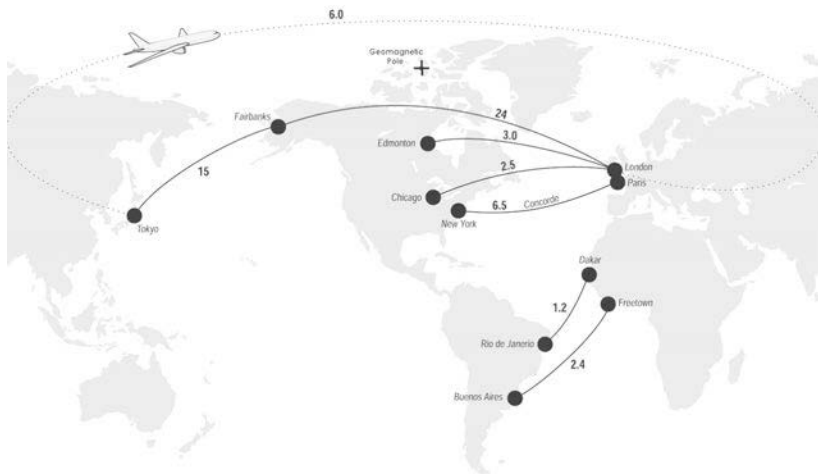 6.0
Geomagnetic
Pole
Fairbanks
24
Edmonton
3.0
London
15
2.5
Paris
Chicago
6.5 Concorde
New York
Tokyo
Dakar
Freetown
1.2
Rio de Janerio
2.4
Buenos Aires